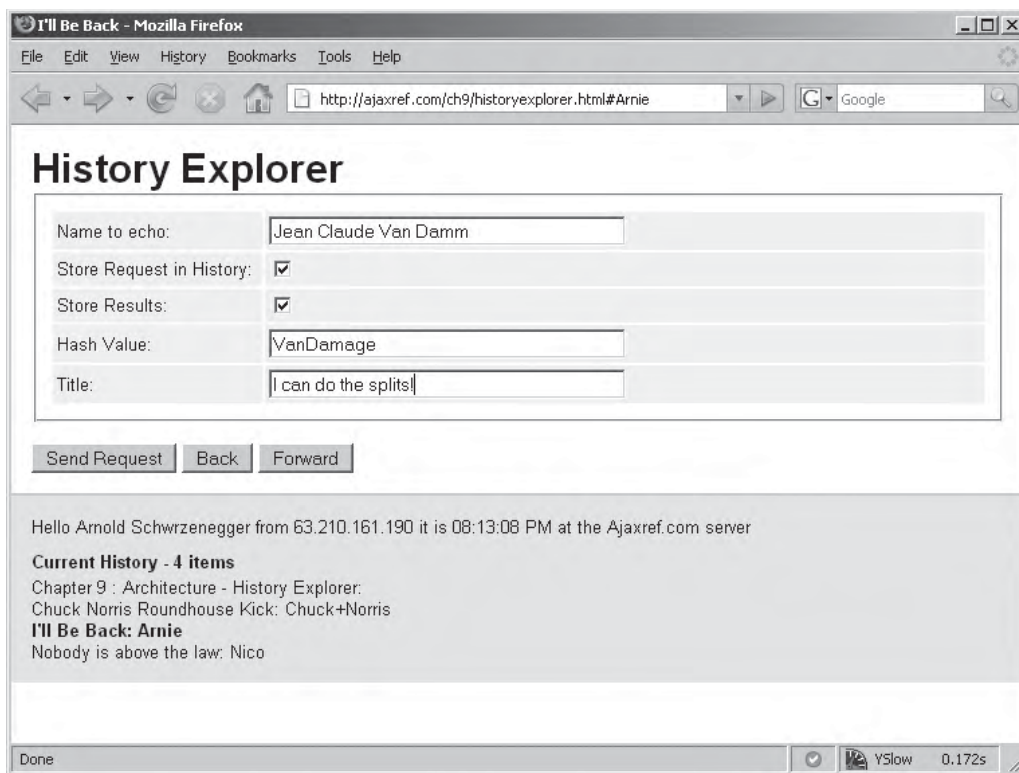 I'll Be Back - Mozilla Firefox
File Edit View History Bookmarks Tools Help
http://ajaxref.com/ch9/historyexplorer.html#Arnie G Google
History Explorer
Name to echo: Jean Claude Van Damm
Store Request in History:
Store Results:
Hash Value: VanDamage
Title: I can do the splits!
Send Request Back Forward
Hello Arnold Schwrzenegger from 63.210.161.190 it is 08:13:08 PM at the Ajaxref.com server
Current History - 4 items
Chapter 9 : Architecture - History Explorer:
Chuck Norris Roundhouse Kick: Chuck+Norris
I'll Be Back: Arnie
Nobody is above the law: Nico
Done YSlow 0.172s